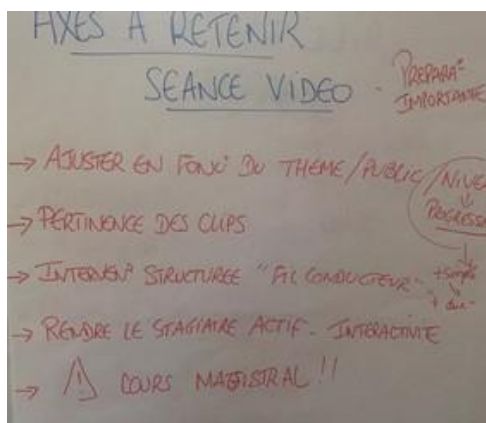 AXES A RETENIR
SEANCE VIDEO - PREPARA°
IMPORTANTE
→ AJUSTER EN FONC° DU THEME / PUBLIC / NIVEA
↓
PROGRESS
→ PERTINENCE DES CLIPS
→ INTERVEN° STRUCTUREE "FIL CONDUCTEUR" - + simple
+ dur
→ RENDRE LE STAGIAIRE ACTIF - INTERACTIVITE
→ ⚠ COURS MAGISTRAL !!